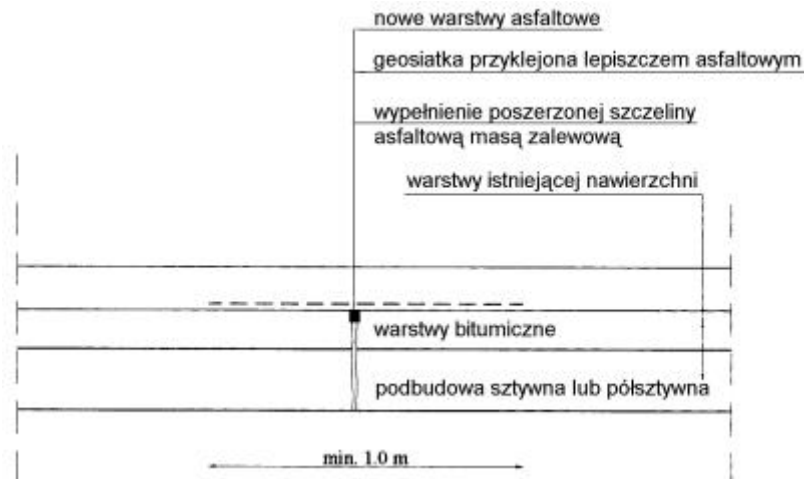 nowe warstwy asfaltowe
geosiatka przyklejona lepiszczem asfaltowym
wypełnienie poszerzonej szczeliny
asfaltową masą zalewową
warstwy istniejącej nawierzchni
warstwy bitumiczne
podbudowa sztywna lub półsztywna
min. 1.0 m